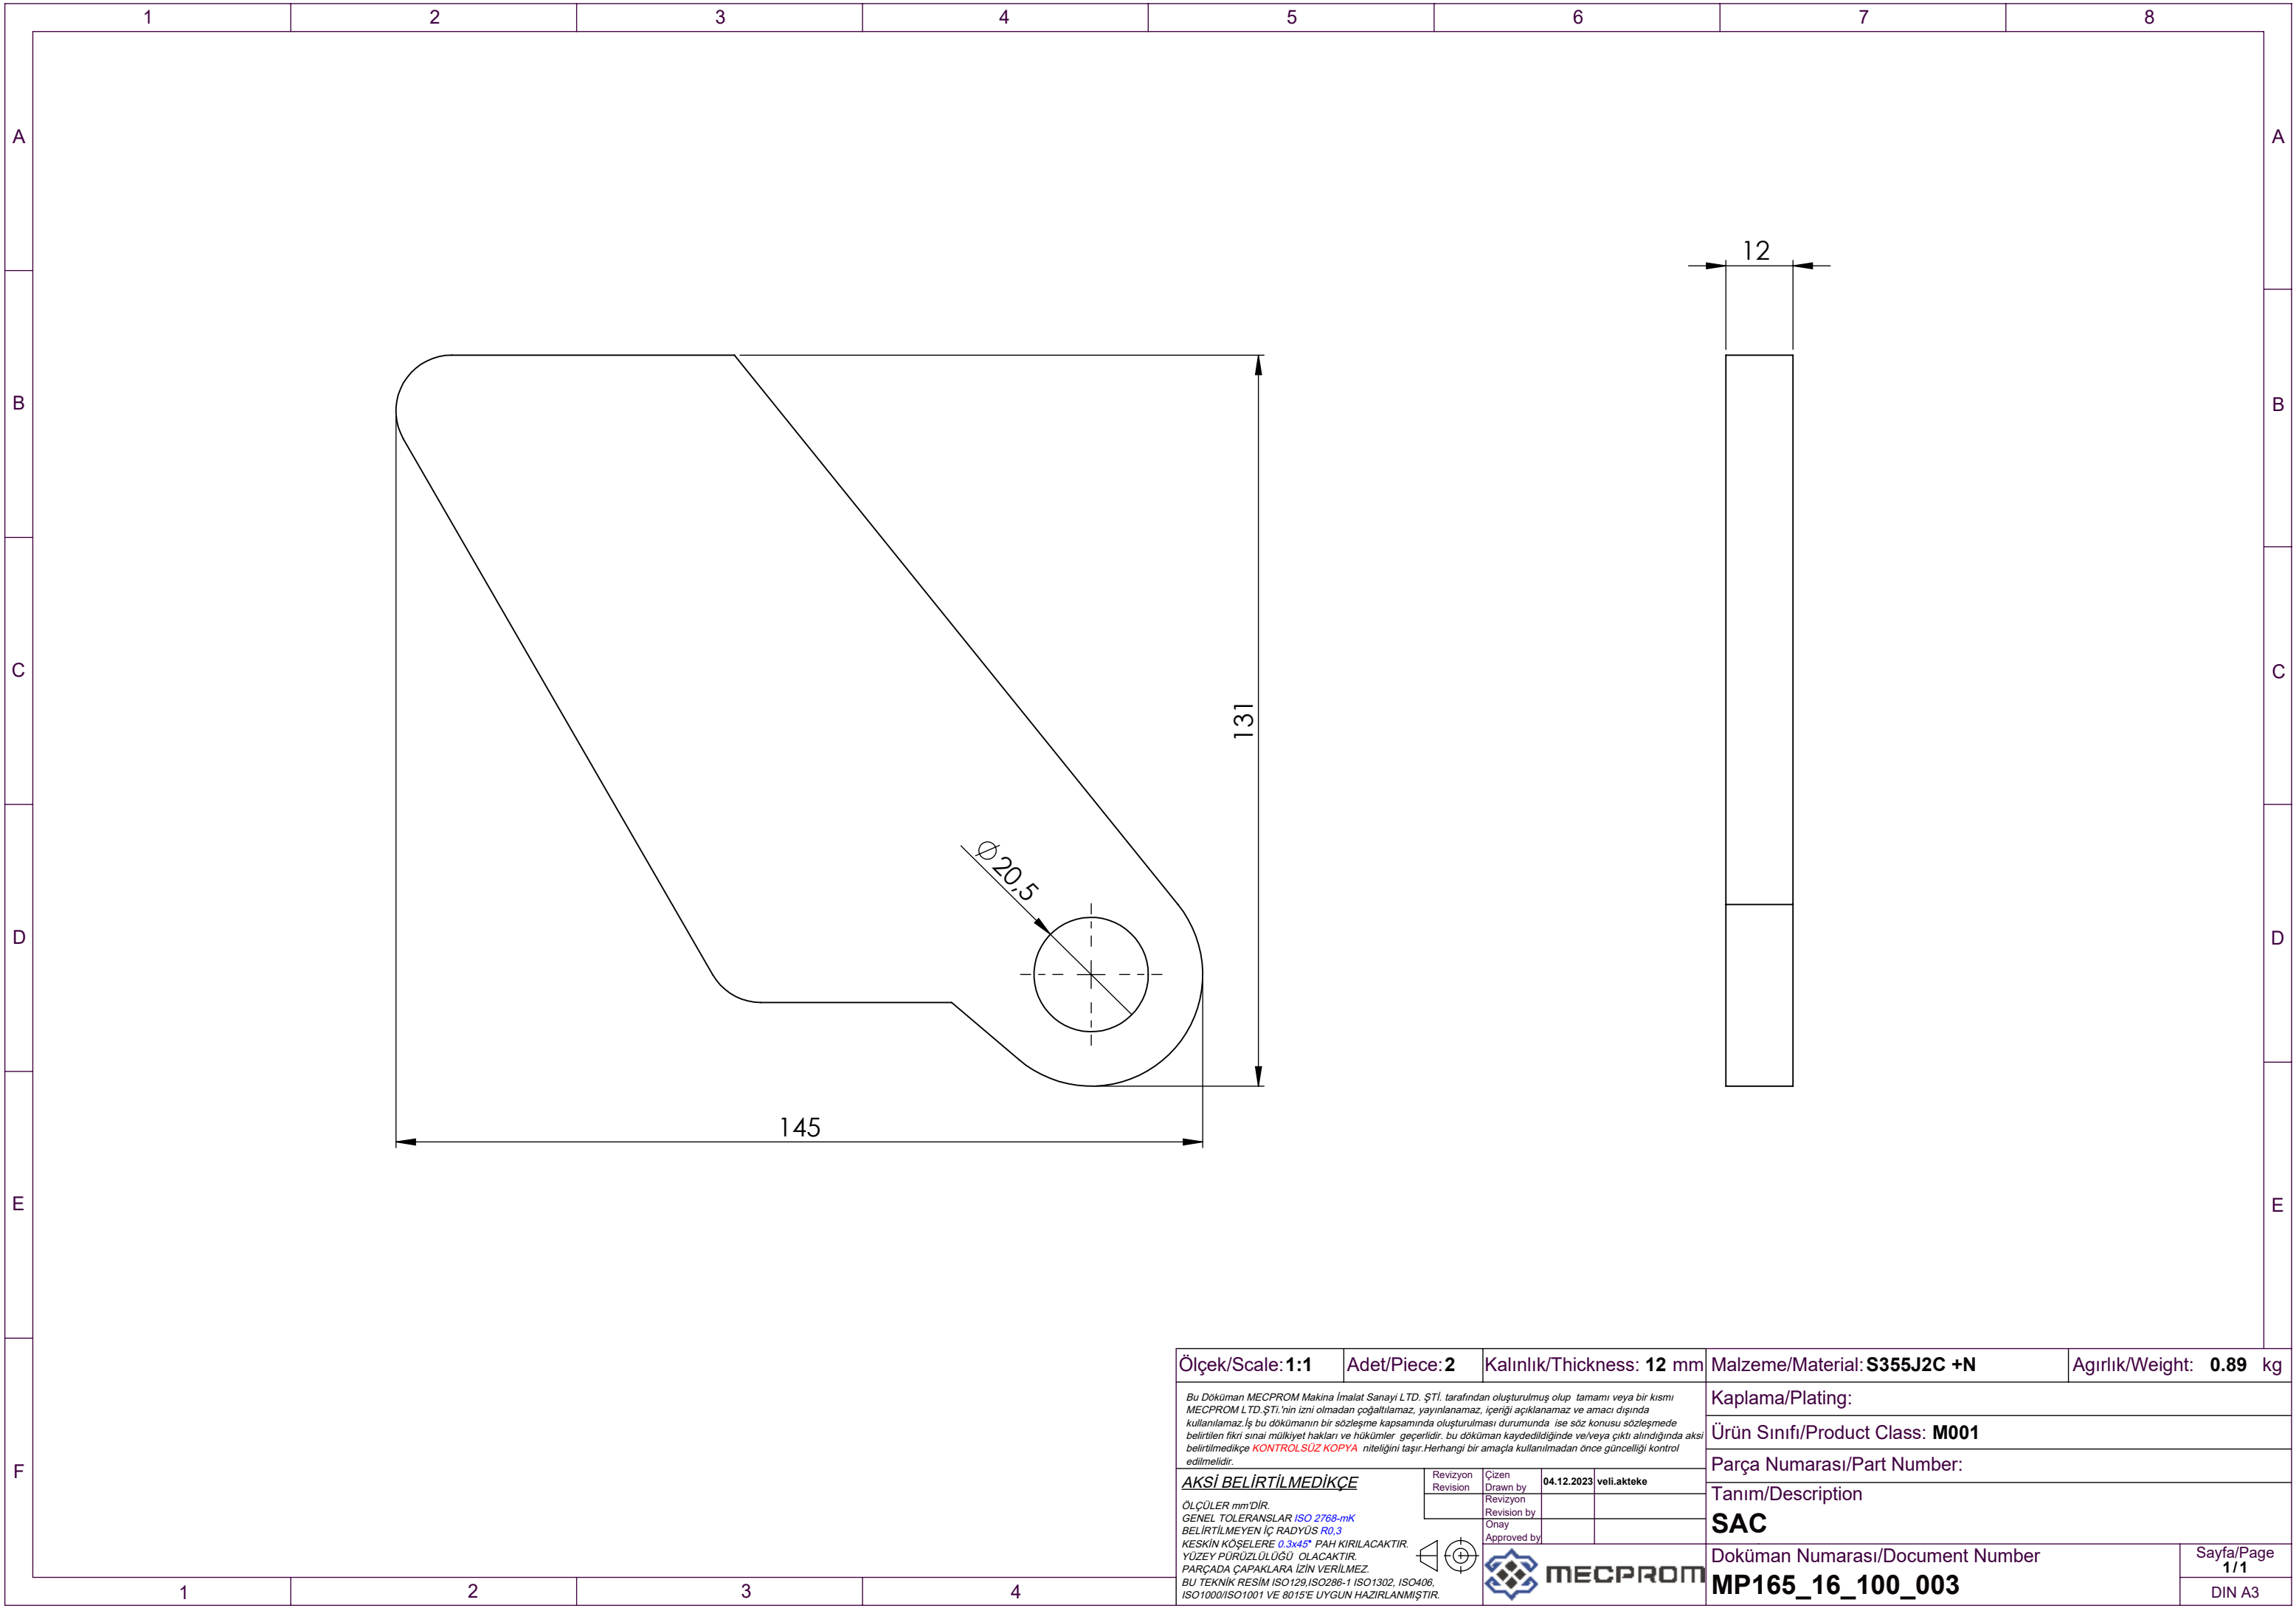 1 2 3 4 5 6 7 8
A A
B B
C C
D D
E E
F
12
131
Ø20,5
145
Ölçek/Scale: 1:1 Adet/Piece: 2 Kalınlık/Thickness: 12 mm Malzeme/Material: S355J2C +N Agırlık/Weight: 0.89 kg
Bu Döküman MECPROM Makina İmalat Sanayi LTD. ŞTİ. tarafından oluşturulmuş olup tamamı veya bir kısmı
MECPROM LTD.ŞTi.'nin izni olmadan çoğaltılamaz, yayınlanamaz, içeriği açıklanamaz ve amacı dışında
kullanılamaz.İş bu dökümanın bir sözleşme kapsamında oluşturulması durumunda ise söz konusu sözleşmede
belirtilen fikri sınai mülkiyet hakları ve hükümler geçerlidir. bu döküman kaydedildiğinde ve/veya çıktı alındığında aksi
belirtilmedikçe KONTROLSÜZ KOPYA niteliğini taşır.Herhangi bir amaçla kullanılmadan önce güncelliği kontrol
edilmelidir.
Kaplama/Plating:
Ürün Sınıfı/Product Class: M001
Parça Numarası/Part Number:
Tanım/Description
SAC
AKSİ BELİRTİLMEDİKÇE
ÖLÇÜLER mm'DİR.
GENEL TOLERANSLAR ISO 2768-mK
BELİRTİLMEYEN İÇ RADYÜS R0,3
KESKİN KÖŞELERE 0.3x45° PAH KIRILACAKTIR.
YÜZEY PÜRÜZLÜLÜĞÜ OLACAKTIR.
PARÇADA ÇAPAKLARA İZİN VERİLMEZ.
BU TEKNİK RESİM ISO129,ISO286-1 ISO1302, ISO406,
ISO1000/ISO1001 VE 8015'E UYGUN HAZIRLANMIŞTIR.
Revizyon
Revision
Çizen
Drawn by 04.12.2023 veli.akteke
Revizyon
Revision by
Onay
Approved by
MECPROM
Doküman Numarası/Document Number
MP165_16_100_003
Sayfa/Page
1/1
DIN A3
1 2 3 4